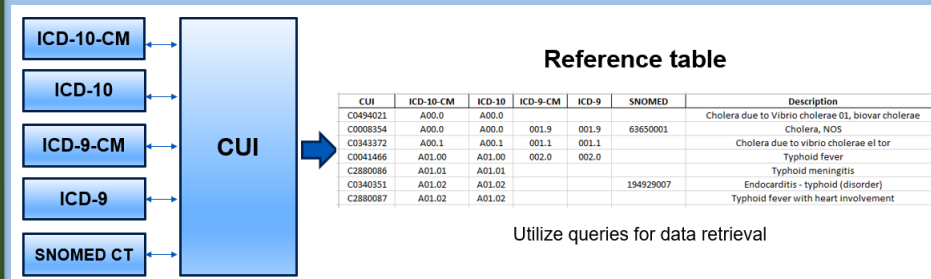 ICD-10-CM
ICD-10
ICD-9-CM
ICD-9
SNOMED CT
CUI
Reference table
CUI ICD-10-CM ICD-10 ICD-9-CM ICD-9 SNOMED Description
C0494021 A00.0 A00.0 Cholera due to Vibrio cholerae 01, biovar cholerae
C0008354 A00.0 A00.0 001.9 001.9 63650001 Cholera, NOS
C0343372 A00.1 A00.1 001.1 001.1 Cholera due to vibrio cholerae el tor
C0041466 A01.00 A01.00 002.0 002.0 Typhoid fever
C2880086 A01.01 A01.01 Typhoid meningitis
C0340351 A01.02 A01.02 194929007 Endocarditis - typhoid (disorder)
C2880087 A01.02 A01.02 Typhoid fever with heart involvement
Utilize queries for data retrieval